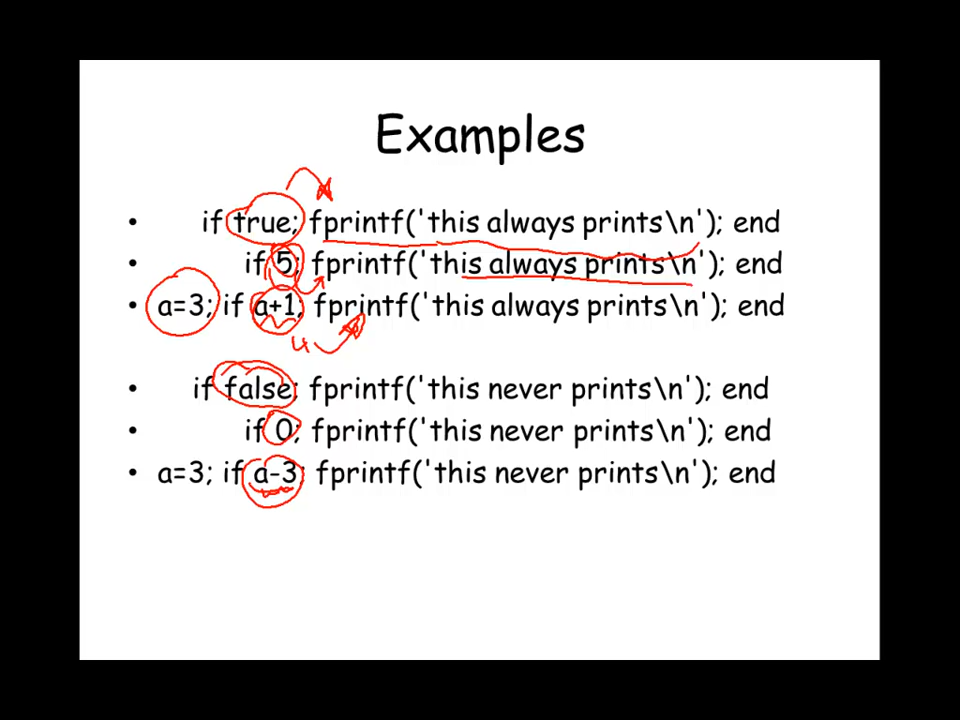 Examples
• if true; fprintf('this always prints\n'); end
• if 5; fprintf('this always prints\n'); end
• a=3; if a+1; fprintf('this always prints\n'); end
4
• if false; fprintf('this never prints\n'); end
• if 0; fprintf('this never prints\n'); end
• a=3; if a-3; fprintf('this never prints\n'); end